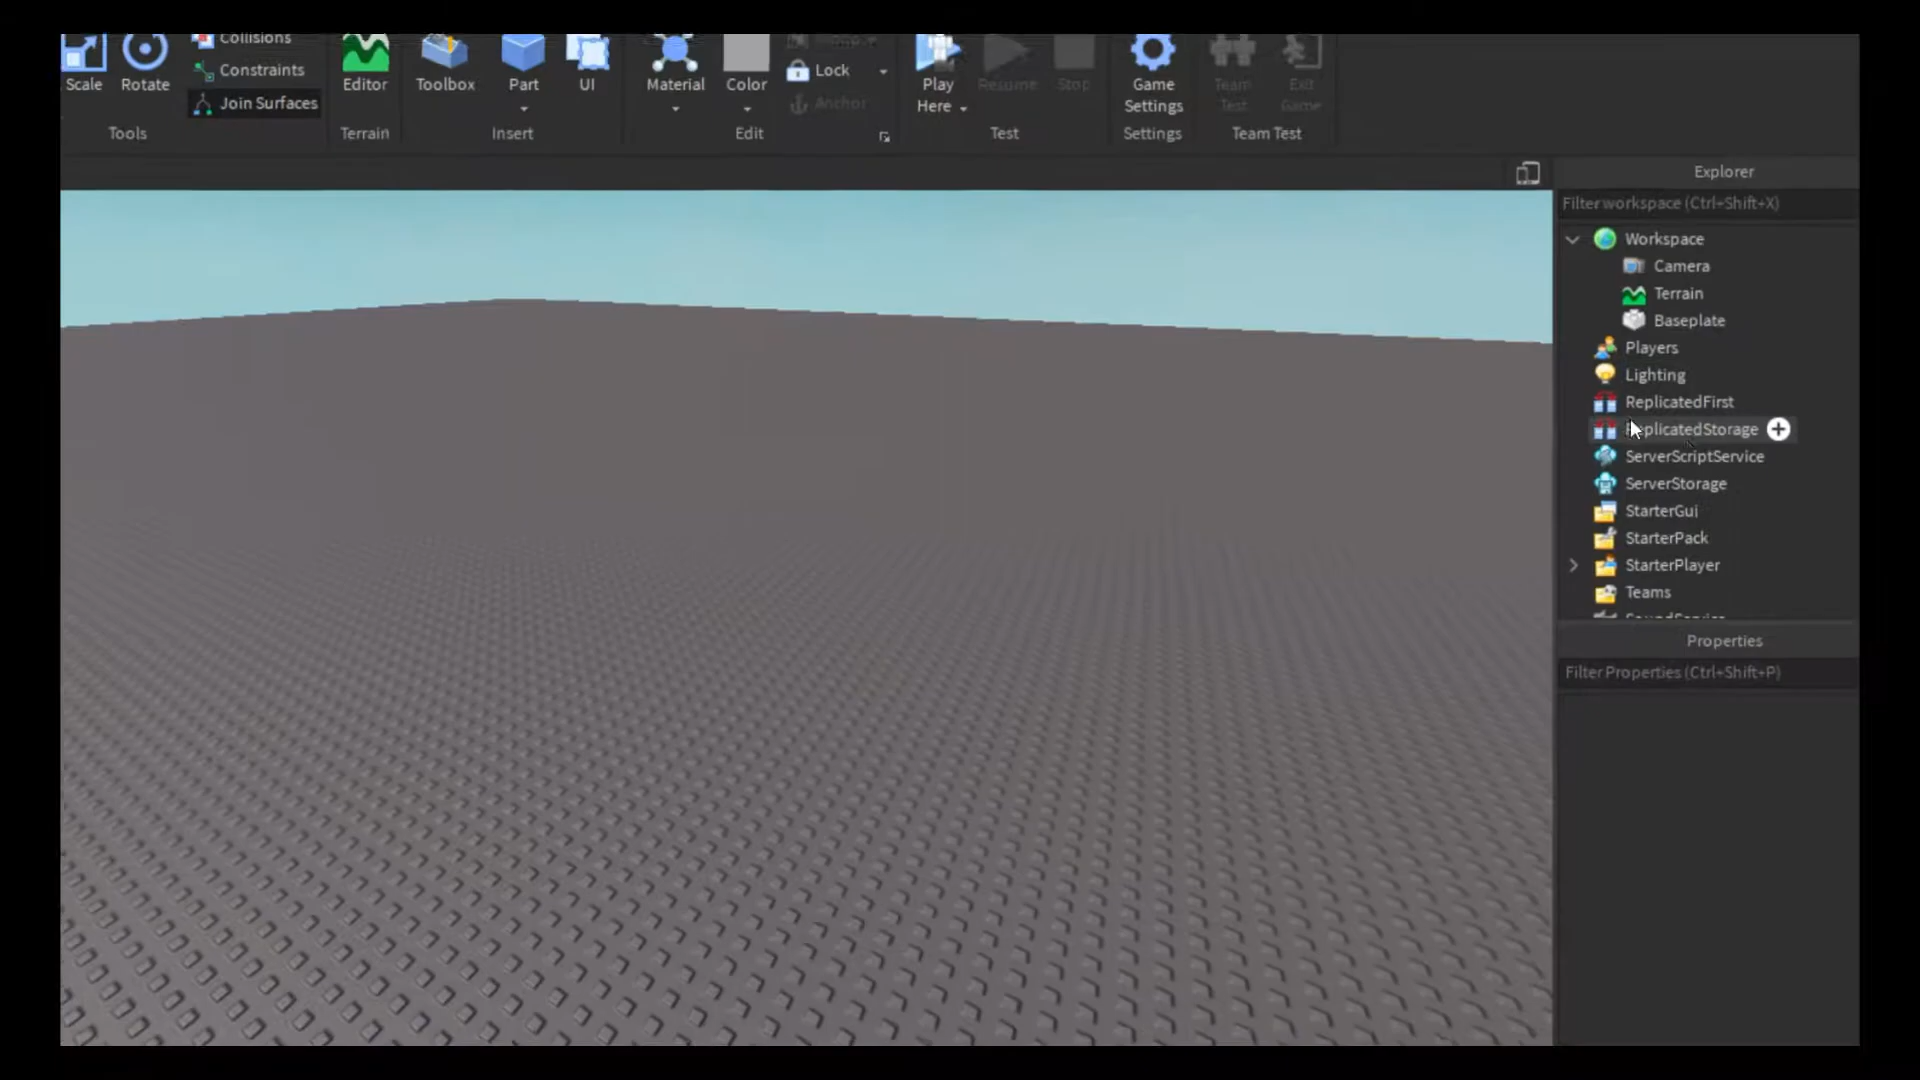 Collisions
Scale
Rotate
Constraints
Join Surfaces
Tools
Editor
Terrain
Toolbox
Part
UI
Insert
Material
Color
Lock
Anchor
Edit
Play
Here
Resume
Stop
Test
Game
Settings
Settings
Team
Test
Exit
Game
Team Test
Explorer
Filter workspace (Ctrl+Shift+X)
Workspace
Camera
Terrain
Baseplate
Players
Lighting
ReplicatedFirst
ReplicatedStorage
ServerScriptService
ServerStorage
StarterGui
StarterPack
StarterPlayer
Teams
SoundService
Properties
Filter Properties (Ctrl+Shift+P)